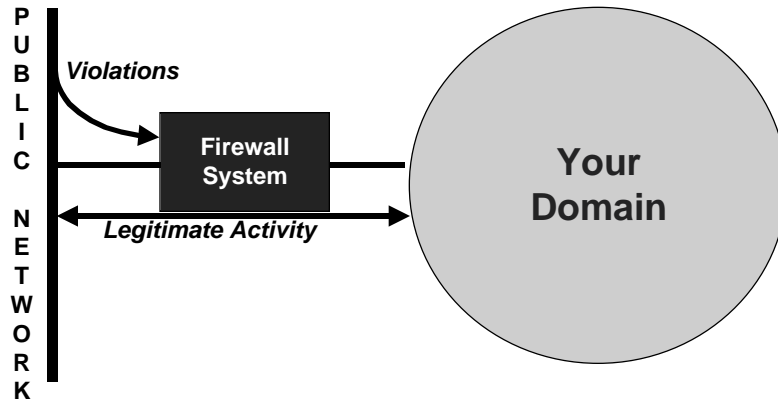 PUBLIC NETWORK
Violations
Firewall
System
Legitimate Activity
Your
Domain